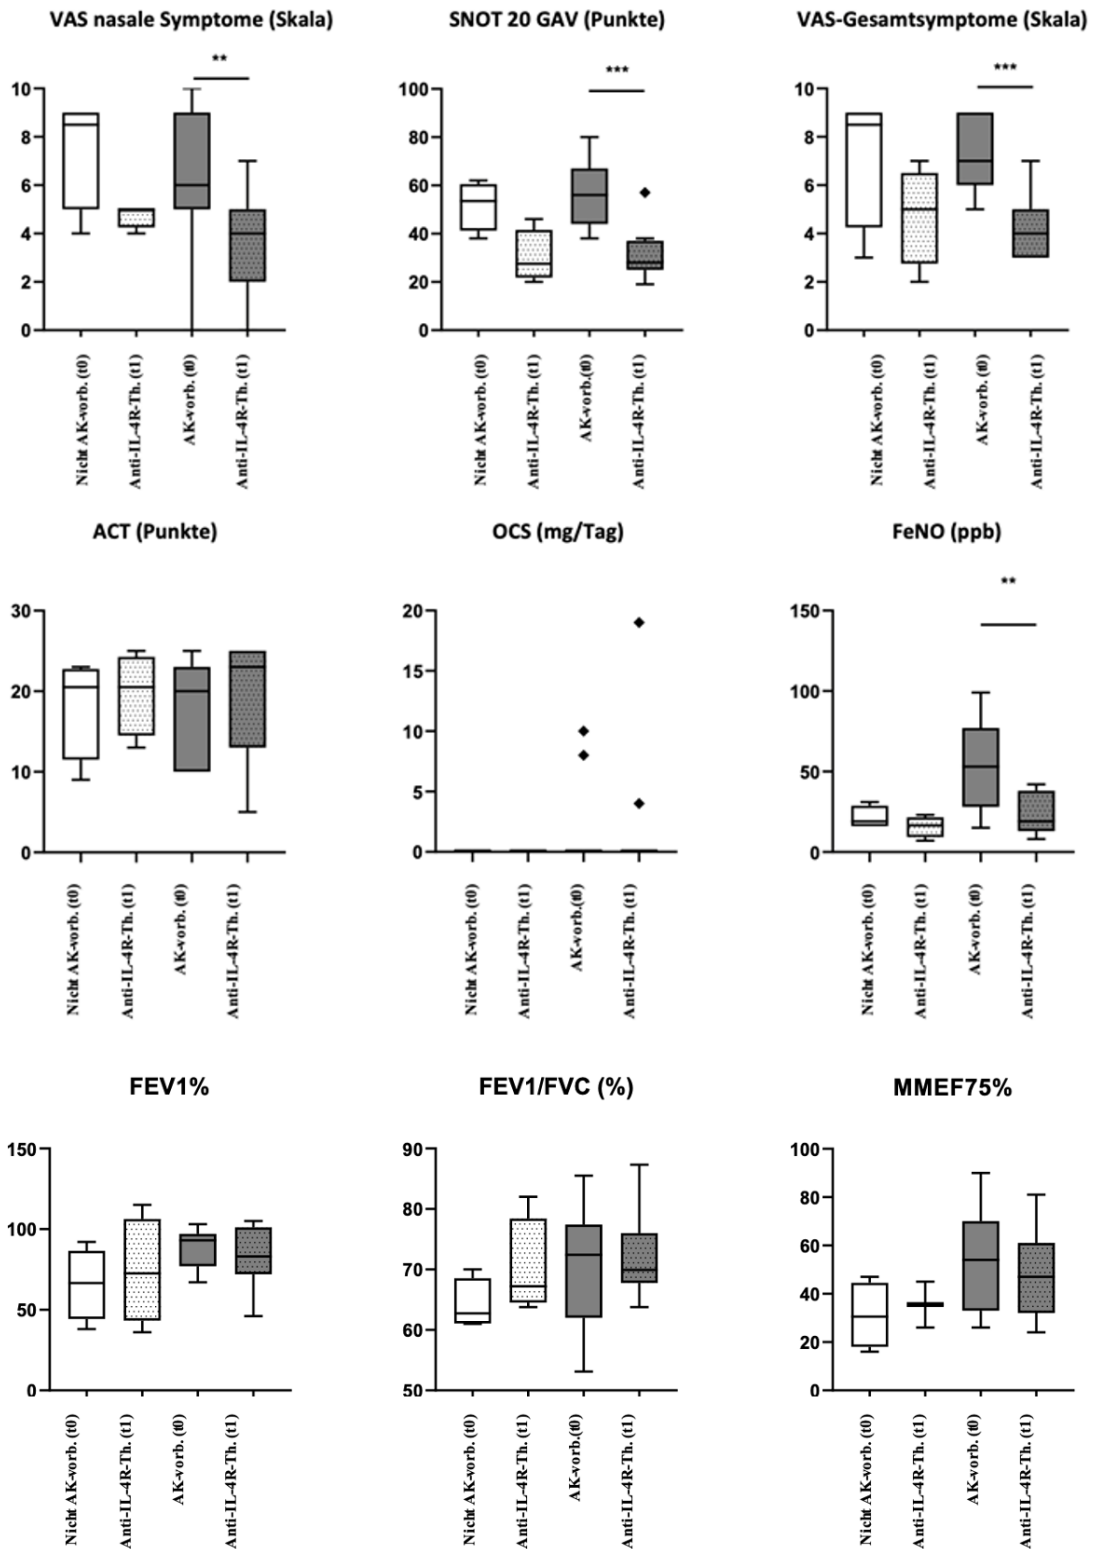 VAS nasale Symptome (Skala)
**
10
8
6
4
2
0
Nicht AK-vorb. (t0)
Anti-IL-4R-Th. (t1)
AK-vorb. (t0)
Anti-IL-4R-Th. (t1)
SNOT 20 GAV (Punkte)
***
100
80
60
40
20
0
Nicht AK-vorb. (t0)
Anti-IL-4R-Th. (t1)
AK-vorb.(t0)
Anti-IL-4R-Th. (t1)
VAS-Gesamtsymptome (Skala)
***
10
8
6
4
2
0
Nicht AK-vorb. (t0)
Anti-IL-4R-Th. (t1)
AK-vorb. (t0)
Anti-IL-4R-Th. (t1)
ACT (Punkte)
30
20
10
0
Nicht AK-vorb. (t0)
Anti-IL-4R-Th. (t1)
AK-vorb. (t0)
Anti-IL-4R-Th. (t1)
OCS (mg/Tag)
20
15
10
5
0
Nicht AK-vorb. (t0)
Anti-IL-4R-Th. (t1)
AK-vorb.(t0)
Anti-IL-4R-Th. (t1)
FeNO (ppb)
**
150
100
50
0
Nicht AK-vorb. (t0)
Anti-IL-4R-Th. (t1)
AK-vorb. (t0)
Anti-IL-4R-Th. (t1)
FEV1%
150
100
50
0
Nicht AK-vorb. (t0)
Anti-IL-4R-Th. (t1)
AK-vorb. (t0)
Anti-IL-4R-Th. (t1)
FEV1/FVC (%)
90
80
70
60
50
Nicht AK-vorb. (t0)
Anti-IL-4R-Th. (t1)
AK-vorb.(t0)
Anti-IL-4R-Th. (t1)
MMEF75%
100
80
60
40
20
0
Nicht AK-vorb. (t0)
Anti-IL-4R-Th. (t1)
AK-vorb. (t0)
Anti-IL-4R-Th. (t1)